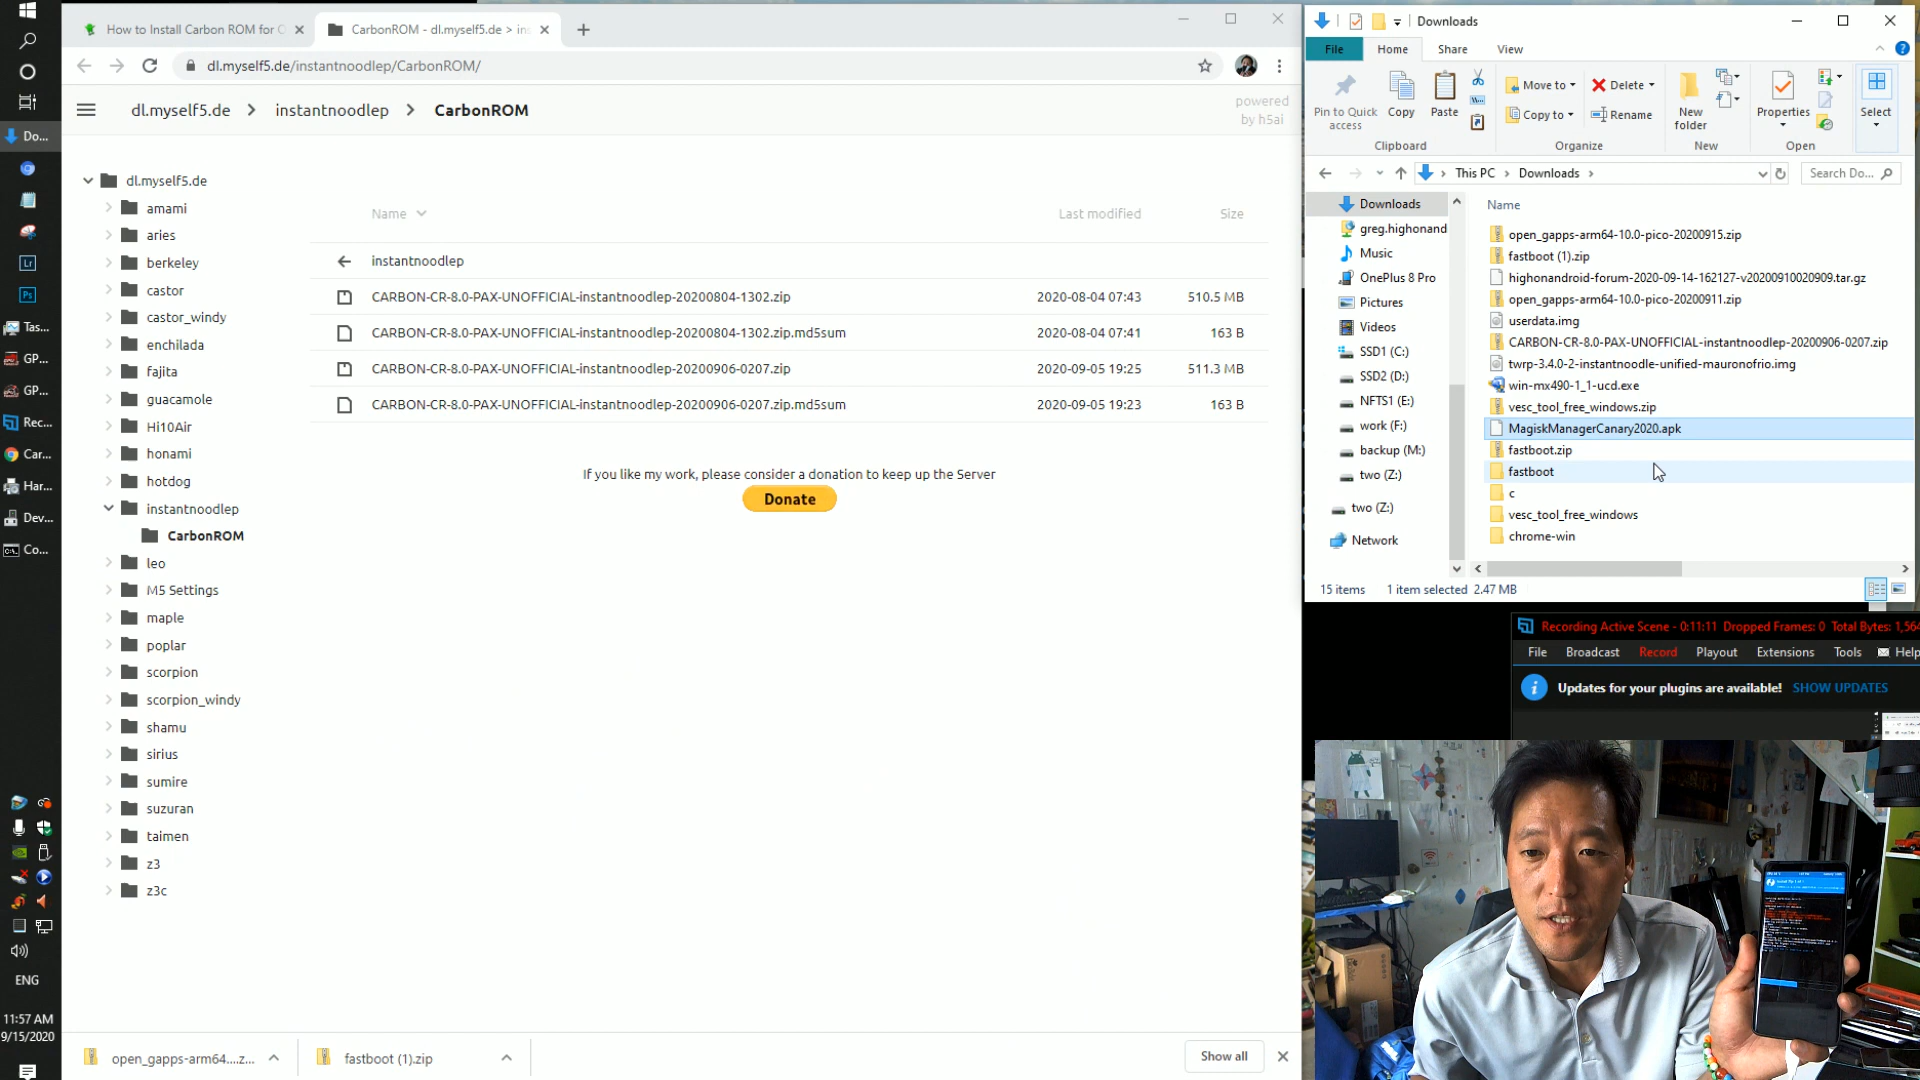 Do...
Lr
Ps
Tas...
GP...
GP...
Rec...
Car...
Har...
Dev...
Co...
ENG
11:57 AM
9/15/2020
How to Install Carbon ROM for O
CarbonROM - dl.myself5.de > in
dl.myself5.de/instantnoodlep/CarbonROM/
dl.myself5.de
instantnoodlep
CarbonROM
powered
by h5ai
dl.myself5.de
amami
aries
berkeley
castor
castor_windy
enchilada
fajita
guacamole
Hi10Air
honami
hotdog
instantnoodlep
CarbonROM
leo
M5 Settings
maple
poplar
scorpion
scorpion_windy
shamu
sirius
sumire
suzuran
taimen
z3
z3c
Name Last modified Size
instantnoodlep
CARBON-CR-8.0-PAX-UNOFFICIAL-instantnoodlep-20200804-1302.zip 2020-08-04 07:43 510.5 MB
CARBON-CR-8.0-PAX-UNOFFICIAL-instantnoodlep-20200804-1302.zip.md5sum 2020-08-04 07:41 163 B
CARBON-CR-8.0-PAX-UNOFFICIAL-instantnoodlep-20200906-0207.zip 2020-09-05 19:25 511.3 MB
CARBON-CR-8.0-PAX-UNOFFICIAL-instantnoodlep-20200906-0207.zip.md5sum 2020-09-05 19:23 163 B
If you like my work, please consider a donation to keep up the Server
Donate
open_gapps-arm64....z...
fastboot (1).zip
Show all
Downloads
File Home Share View
Pin to Quick
access
Copy
Paste
Move to
Copy to
Delete
Rename
New
folder
Properties
Select
Clipboard Organize New Open
This PC > Downloads >
Search Do...
Downloads
greg.highonand
Music
OnePlus 8 Pro
Pictures
Videos
SSD1 (C:)
SSD2 (D:)
NFTS1 (E:)
work (F:)
backup (M:)
two (Z:)
two (Z:)
Network
Name
open_gapps-arm64-10.0-pico-20200915.zip
fastboot (1).zip
highonandroid-forum-2020-09-14-162127-v20200910020909.tar.gz
open_gapps-arm64-10.0-pico-20200911.zip
userdata.img
CARBON-CR-8.0-PAX-UNOFFICIAL-instantnoodlep-20200906-0207.zip
twrp-3.4.0-2-instantnoodle-unified-mauronofrio.img
win-mx490-1_1-ucd.exe
vesc_tool_free_windows.zip
MagiskManagerCanary2020.apk
fastboot.zip
fastboot
c
vesc_tool_free_windows
chrome-win
15 items 1 item selected 2.47 MB
Recording Active Scene - 0:11:11 Dropped Frames: 0 Total Bytes: 1,564
File Broadcast Record Playout Extensions Tools Help
Updates for your plugins are available! SHOW UPDATES